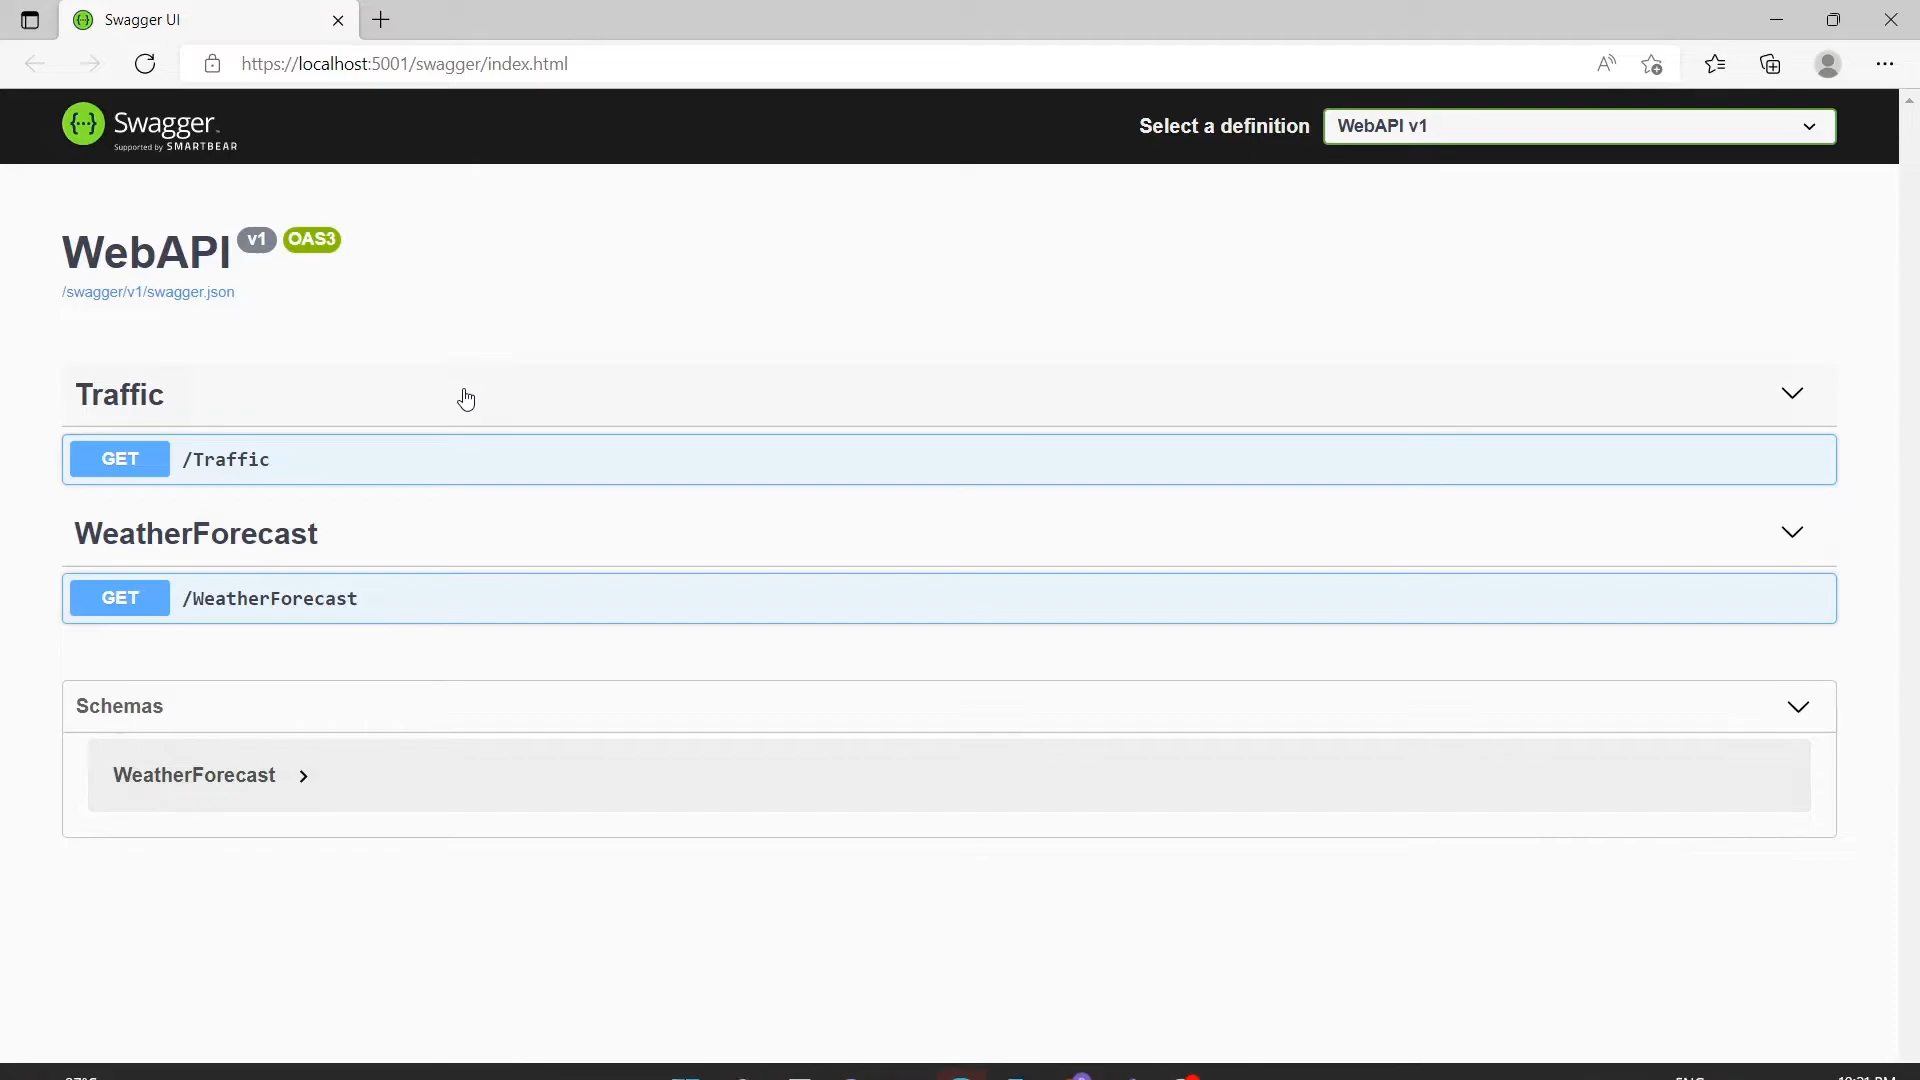 Swagger UI
https://localhost:5001/swagger/index.html
Swagger
Supported by SMARTBEAR
Select a definition
WebAPI v1
WebAPI v1 OAS3
/swagger/v1/swagger.json
Traffic
GET /Traffic
WeatherForecast
GET /WeatherForecast
Schemas
WeatherForecast